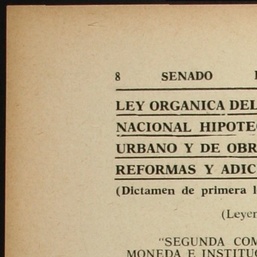 8 SENADO
LEY ORGANICA DEL
NACIONAL HIPOTE
URBANO Y DE OBR
REFORMAS Y ADIC
(Dictamen de primera l
(Leyer
"SEGUNDA COM
MONEDA E INSTITUC